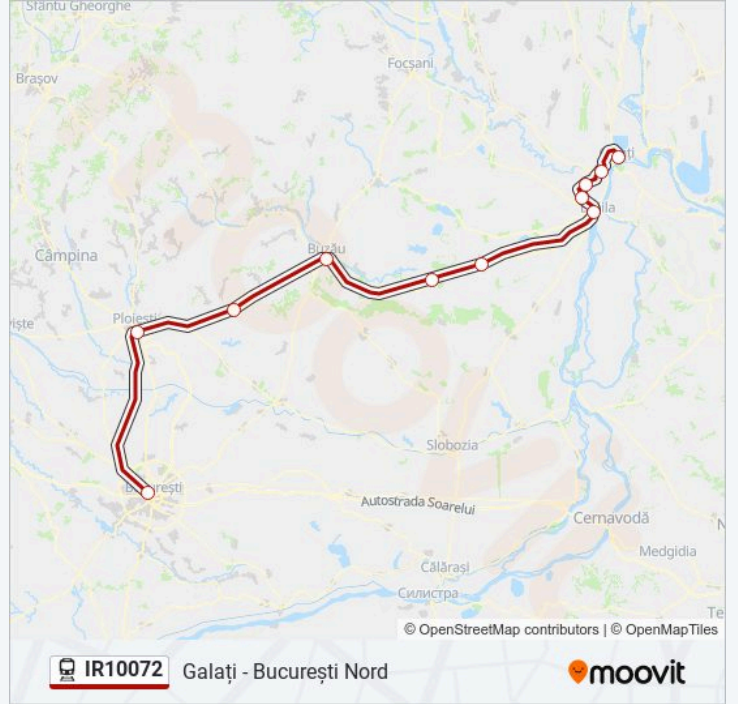 Sfântu Gheorghe
Brașov
Focșani
Buzău
Câmpina
Ploiești
Slobozia
Autostrada Soarelui
Cernavodă
Medgidia
Călărași
Силистра
© OpenStreetMap contributors | © OpenMapTiles
IR10072 Galați - București Nord moovit